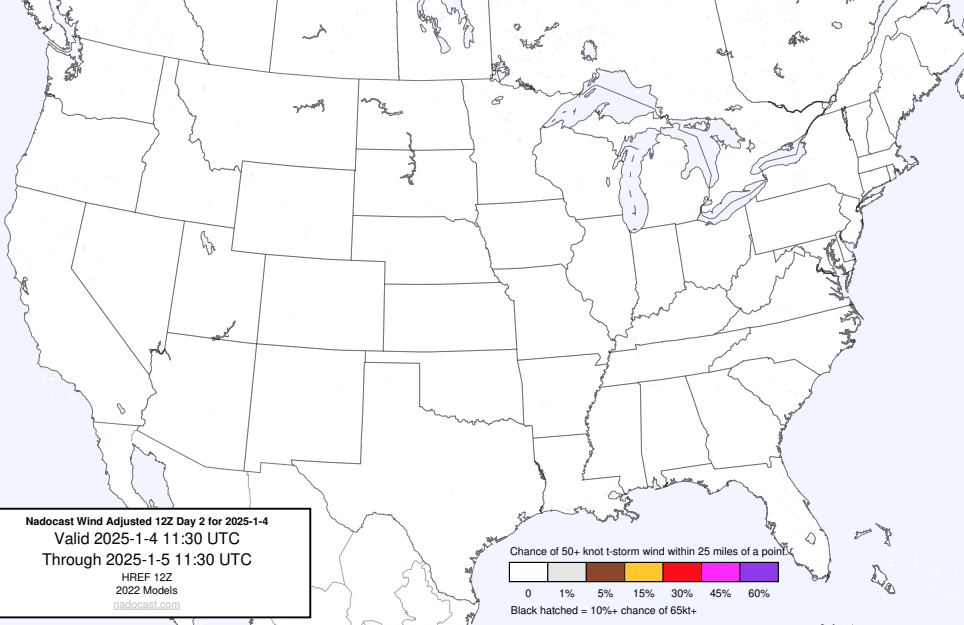 Nadocast Wind Adjusted 12Z Day 2 for 2025-1-4
Valid 2025-1-4 11:30 UTC
Through 2025-1-5 11:30 UTC
HREF 12Z
2022 Models
nadocast.com
Chance of 50+ knot t-storm wind within 25 miles of a point.
0 1% 5% 15% 30% 45% 60%
Black hatched = 10%+ chance of 65kt+